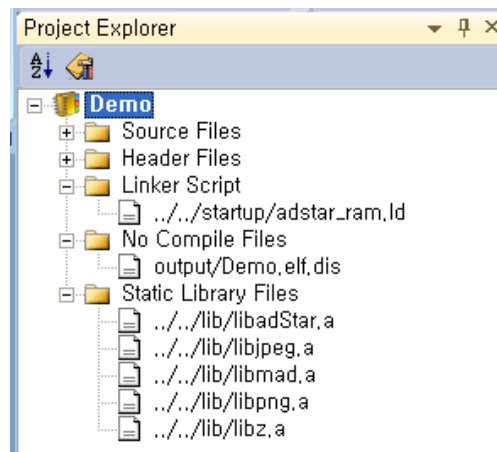 Project Explorer
Demo
Source Files
Header Files
Linker Script
../../startup/adstar_ram.ld
No Compile Files
output/Demo.elf.dis
Static Library Files
../../lib/libadStar.a
../../lib/libjpeg.a
../../lib/libmad.a
../../lib/libpng.a
../../lib/libz.a